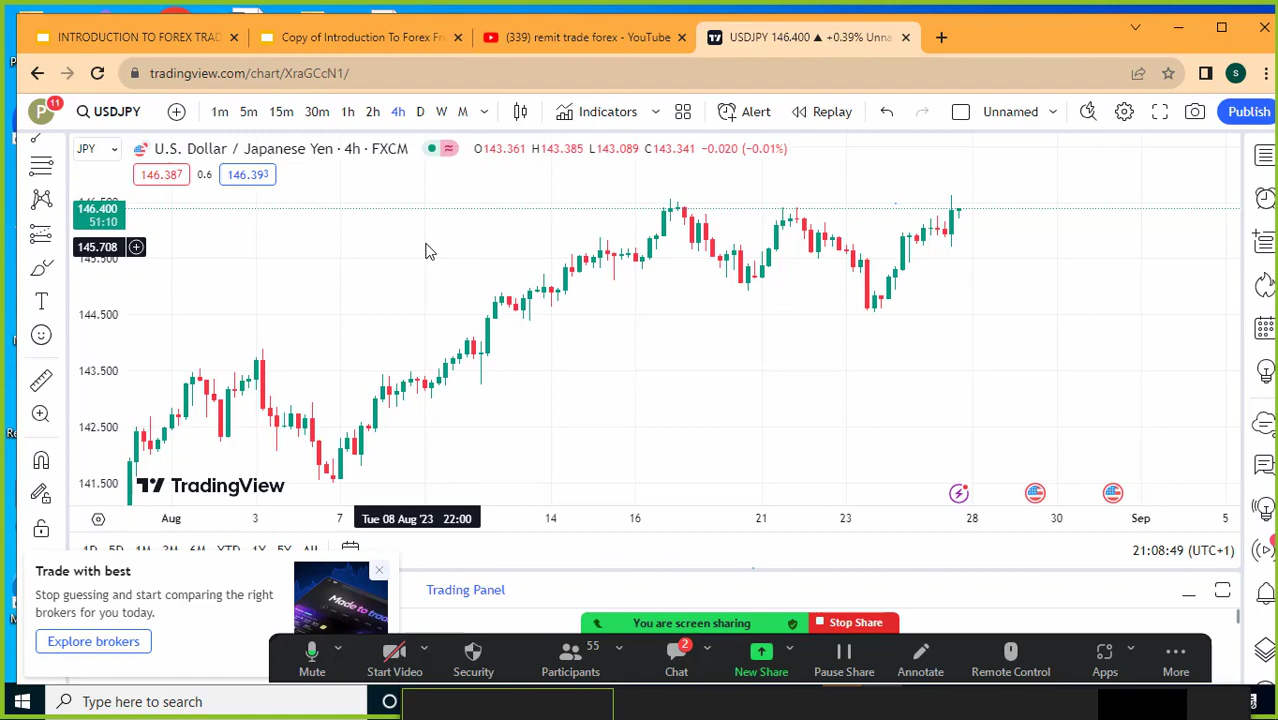 INTRODUCTION TO FOREX TRAD
Copy of Introduction To Forex Fr
(339) remit trade forex - YouTube
USDJPY 146.400 ▲ +0.39% Unna
tradingview.com/chart/XraGCcN1/
S
P
11
USDJPY
1m 5m 15m 30m 1h 2h 4h D W M
Indicators
Alert
Replay
Unnamed
Publish
JPY
U.S. Dollar / Japanese Yen · 4h · FXCM
O143.361 H143.385 L143.089 C143.341 −0.020 (−0.01%)
146.387
0.6
146.393
146.400
51:10
145.708
144.500
143.500
142.500
141.500
TradingView
Aug 3 7 Tue 08 Aug '23 22:00 14 16 21 23 28 30 Sep 5
1D 5D 1M 3M 6M YTD 1Y 5Y All
21:08:49 (UTC+1)
Trade with best
Stop guessing and start comparing the right
brokers for you today.
Explore brokers
Made to trad
Trading Panel
You are screen sharing
Stop Share
Mute
Start Video
Security
55
Participants
2
Chat
New Share
Pause Share
Annotate
Remote Control
Apps
More
Type here to search